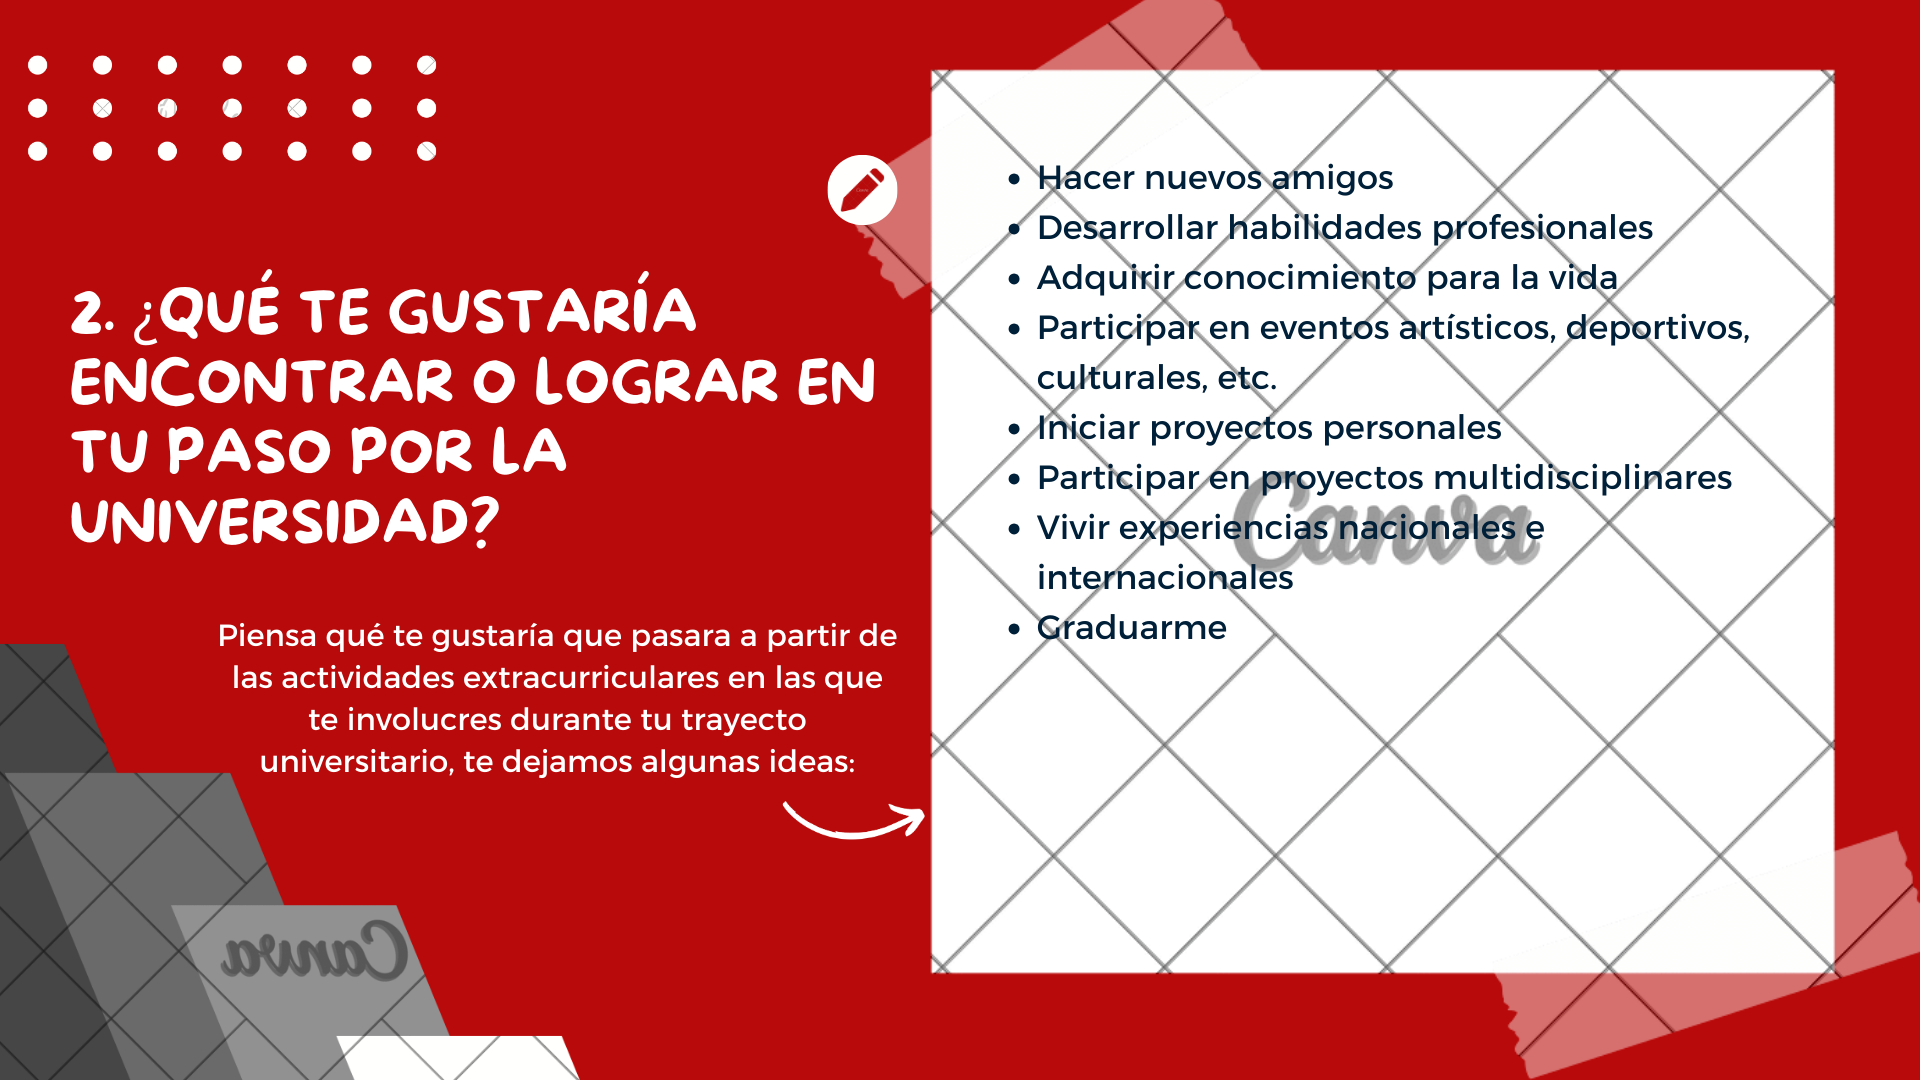 2. ¿QUÉ TE GUSTARÍA
ENCONTRAR O LOGRAR EN
TU PASO POR LA
UNIVERSIDAD?
Piensa qué te gustaría que pasara a partir de
las actividades extracurriculares en las que
te involucres durante tu trayecto
universitario, te dejamos algunas ideas:
• Hacer nuevos amigos
• Desarrollar habilidades profesionales
• Adquirir conocimiento para la vida
• Participar en eventos artísticos, deportivos,
culturales, etc.
• Iniciar proyectos personales
• Participar en proyectos multidisciplinares
• Vivir experiencias nacionales e
internacionales
• Graduarme
Canva
Canva